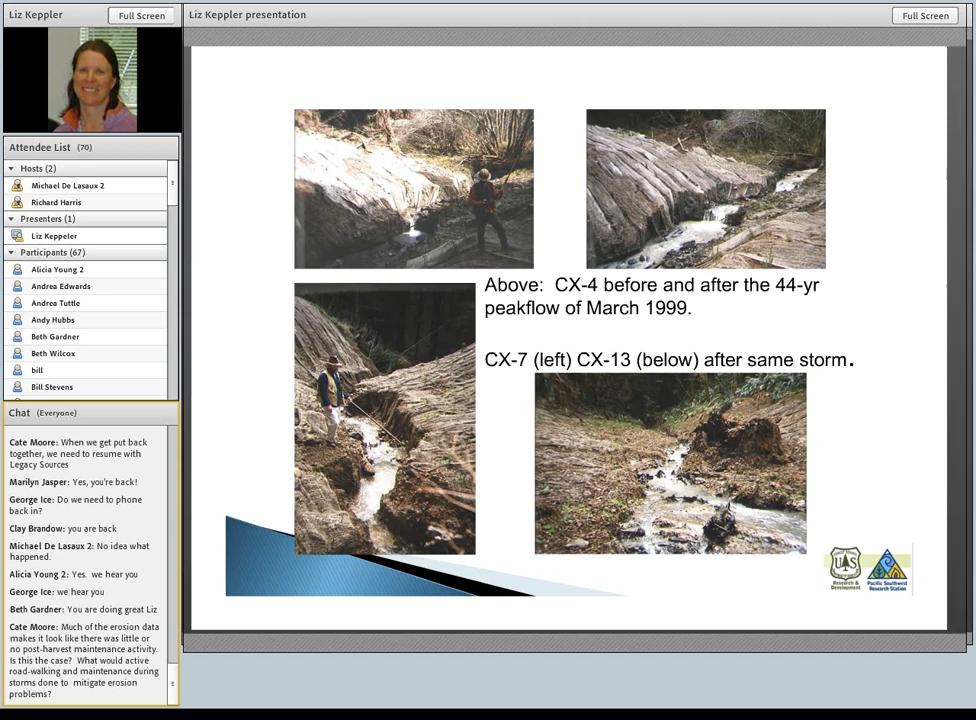 Liz Keppler
Full Screen
Liz Keppler presentation
Full Screen
Attendee List (70)
Hosts (2)
Michael De Lasaux 2
Richard Harris
Presenters (1)
Liz Keppeler
Participants (67)
Alicia Young 2
Andrea Edwards
Andrea Tuttle
Andy Hubbs
Beth Gardner
Beth Wilcox
bill
Bill Stevens
Chat (Everyone)
Cate Moore: When we get put back
together, we need to resume with
Legacy Sources
Marilyn Jasper: Yes, you're back!
George Ice: Do we need to phone
back in?
Clay Brandow: you are back
Michael De Lasaux 2: No idea what
happened.
Alicia Young 2: Yes. we hear you
George Ice: we hear you
Beth Gardner: You are doing great Liz
Cate Moore: Much of the erosion data
makes it look like there was little or
no post-harvest maintenance activity.
Is this the case? What would active
road-walking and maintenance during
storms done to mitigate erosion
problems?
Above: CX-4 before and after the 44-yr
peakflow of March 1999.
CX-7 (left) CX-13 (below) after same storm.
UAS
Research &
Development
Pacific Southwest
Research Station